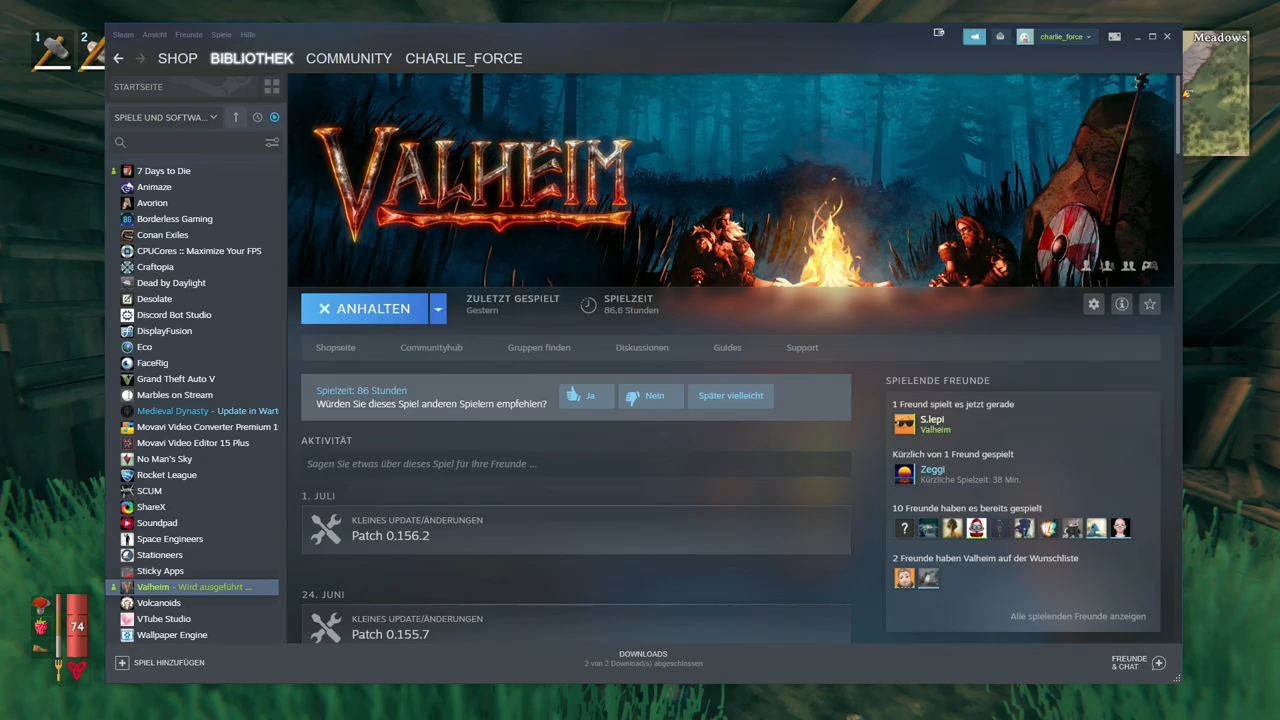 1
2
Meadows
Steam Ansicht Freunde Spiele Hilfe
charlie_force
SHOP BIBLIOTHEK COMMUNITY CHARLIE_FORCE
STARTSEITE
SPIELE UND SOFTWA...
7 Days to Die
Animaze
Avorion
Borderless Gaming
Conan Exiles
CPUCores :: Maximize Your FPS
Craftopia
Dead by Daylight
Desolate
Discord Bot Studio
DisplayFusion
Eco
FaceRig
Grand Theft Auto V
Marbles on Stream
Medieval Dynasty - Update in Wart
Movavi Video Converter Premium 1
Movavi Video Editor 15 Plus
No Man's Sky
Rocket League
SCUM
ShareX
Soundpad
Space Engineers
Stationeers
Sticky Apps
Valheim - Wird ausgeführt ...
Volcanoids
VTube Studio
Wallpaper Engine
VALHEIM
ANHALTEN
ZULETZT GESPIELT
Gestern
SPIELZEIT
86,6 Stunden
Shopseite Communityhub Gruppen finden Diskussionen Guides Support
Spielzeit: 86 Stunden
Würden Sie dieses Spiel anderen Spielern empfehlen?
Ja
Nein
Später vielleicht
AKTIVITÄT
Sagen Sie etwas über dieses Spiel für Ihre Freunde ...
1. JULI
KLEINES UPDATE/ÄNDERUNGEN
Patch 0.156.2
24. JUNI
KLEINES UPDATE/ÄNDERUNGEN
Patch 0.155.7
SPIELENDE FREUNDE
1 Freund spielt es jetzt gerade
S.lepi
Valheim
Kürzlich von 1 Freund gespielt
Zeggi
Kürzliche Spielzeit: 38 Min.
10 Freunde haben es bereits gespielt
?
2 Freunde haben Valheim auf der Wunschliste
Alle spielenden Freunde anzeigen
74
SPIEL HINZUFÜGEN
DOWNLOADS
2 von 2 Download(s) abgeschlossen
FREUNDE
& CHAT